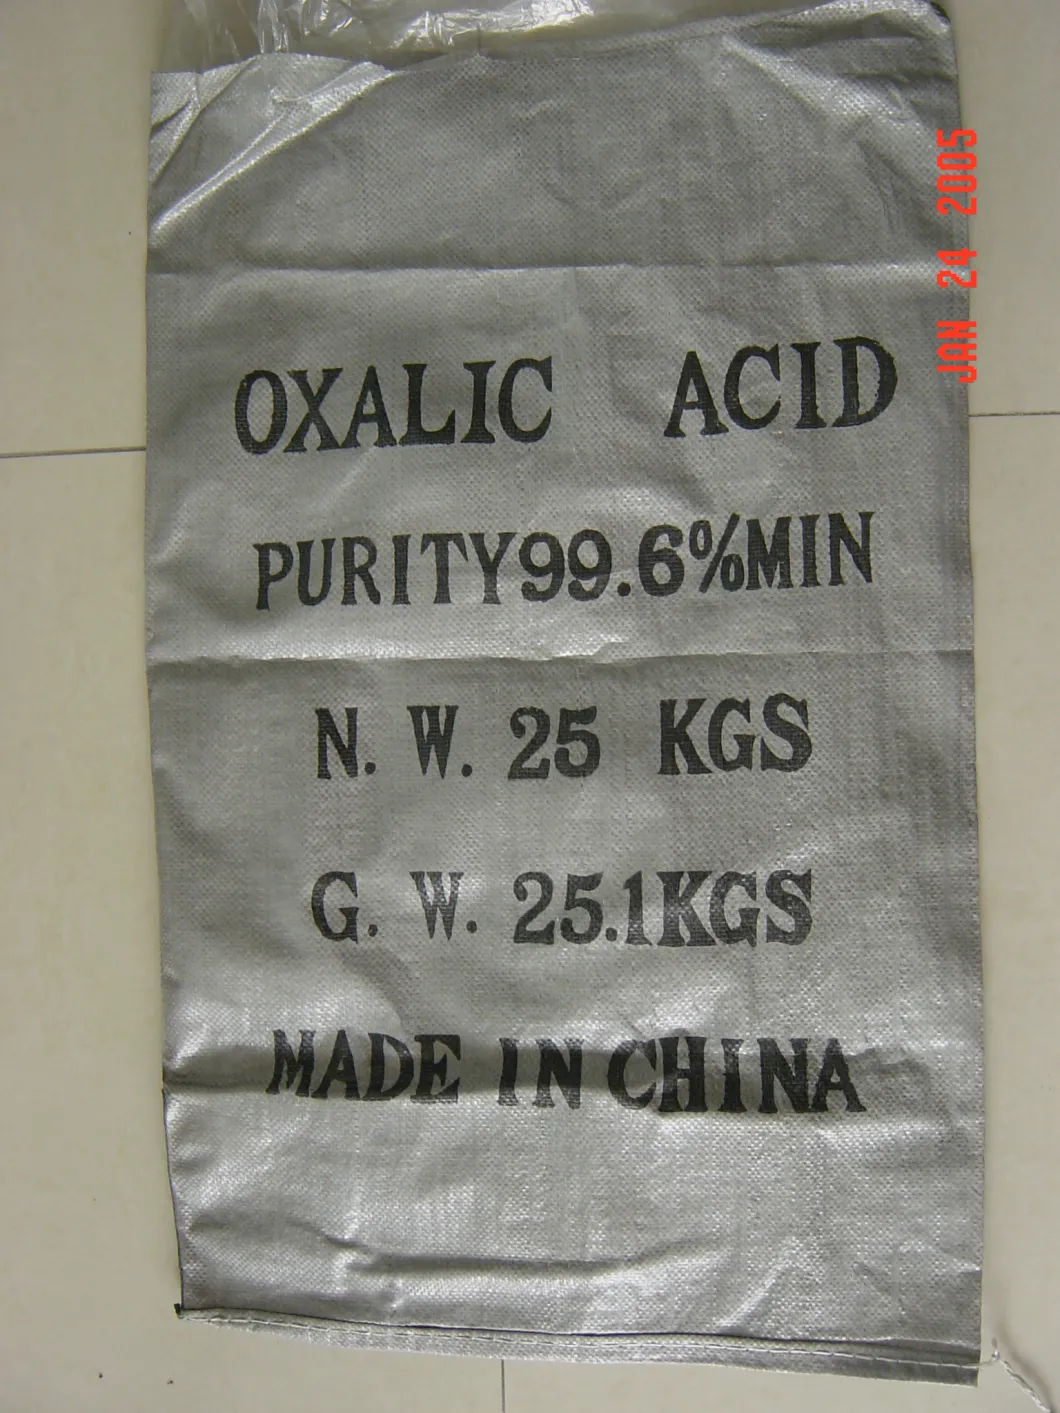 OXALIC ACID
PURITY99.6%MIN
N. W. 25 KGS
G. W. 25.1KGS
MADE IN CHINA
JAN 24 2005